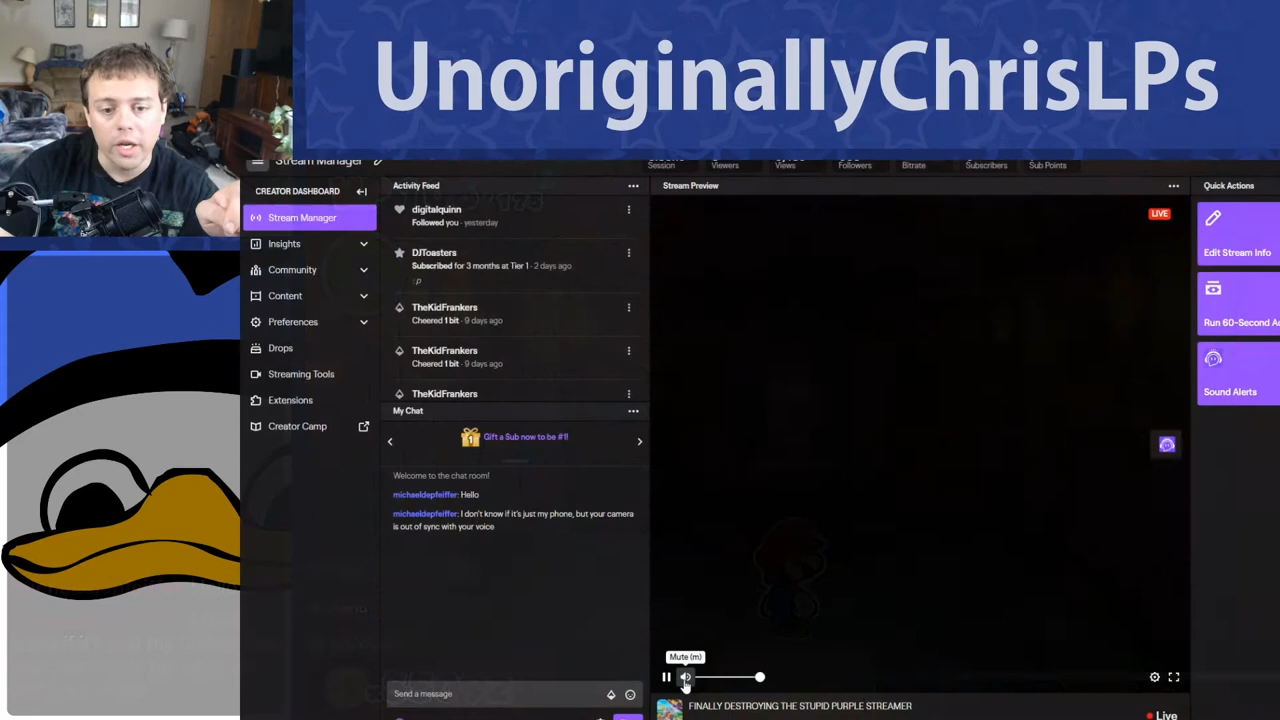 UnoriginallyChrisLPs
Stream Manager
Session Viewers Views Followers Bitrate Subscribers Sub Points
CREATOR DASHBOARD
Stream Manager
Insights
Community
Content
Preferences
Drops
Streaming Tools
Extensions
Creator Camp
Activity Feed
digitalquinn
Followed you · yesterday
DJToasters
Subscribed for 3 months at Tier 1 · 2 days ago
:p
TheKidFrankers
Cheered 1 bit · 9 days ago
TheKidFrankers
Cheered 1 bit · 9 days ago
TheKidFrankers
My Chat
1
Gift a Sub now to be #1!
Welcome to the chat room!
michaeldepfeiffer: Hello
michaeldepfeiffer: I don't know if it's just my phone, but your camera
is out of sync with your voice
Send a message
Stream Preview
LIVE
Mute (m)
FINALLY DESTROYING THE STUPID PURPLE STREAMER
Live
Quick Actions
Edit Stream Info
Run 60-Second A
Sound Alerts